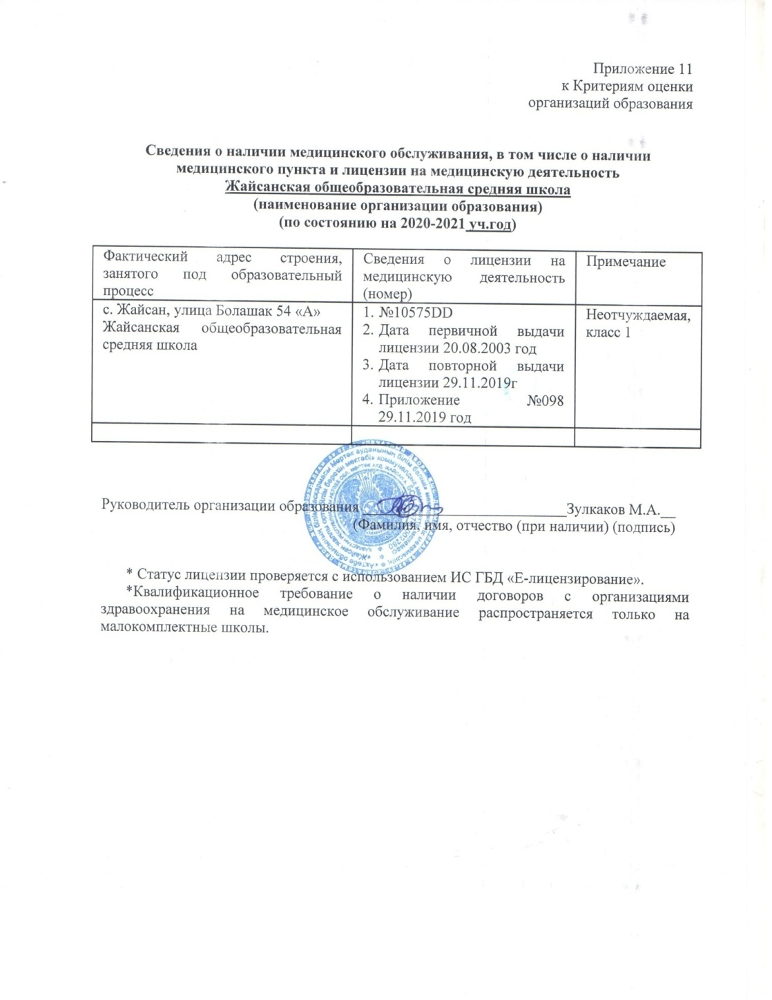 Приложение 11
к Критериям оценки
организаций образования
Сведения о наличии медицинского обслуживания, в том числе о наличии
медицинского пункта и лицензии на медицинскую деятельность
Жайсанская общеобразовательная средняя школа
(наименование организации образования)
(по состоянию на 2020-2021 уч.год)
Фактический адрес строения,
занятого под образовательный
процесс
Сведения о лицензии на
медицинскую деятельность
(номер)
Примечание
с. Жайсан, улица Болашак 54 «А»
Жайсанская общеобразовательная
средняя школа
1. №10575DD
2. Дата первичной выдачи
лицензии 20.08.2003 год
3. Дата повторной выдачи
лицензии 29.11.2019г
4. Приложение №098
29.11.2019 год
Неотчуждаемая,
класс 1
Руководитель организации образования ___________________________Зулкаков М.А.__
(Фамилия, имя, отчество (при наличии) (подпись)
* Статус лицензии проверяется с использованием ИС ГБД «Е-лицензирование».
*Квалификационное требование о наличии договоров с организациями
здравоохранения на медицинское обслуживание распространяется только на
малокомплектные школы.